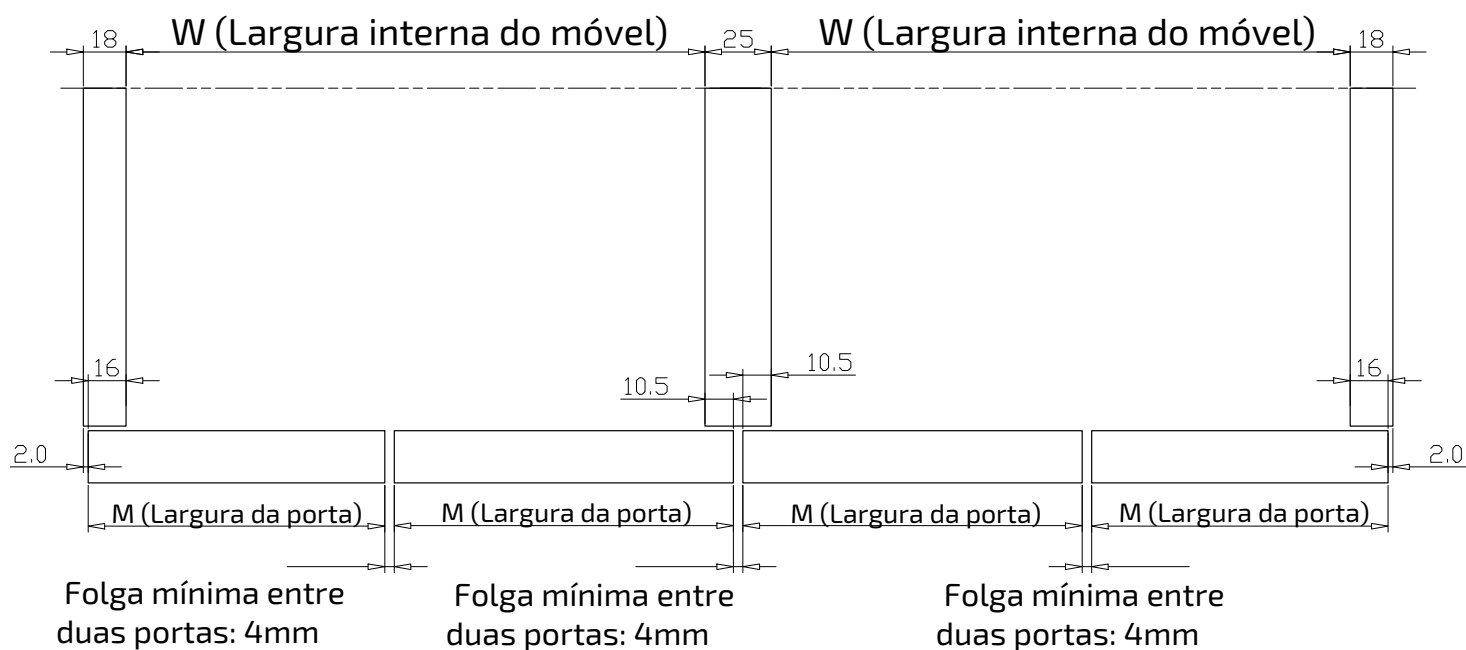 18 W (Largura interna do móvel) 25 W (Largura interna do móvel) 18
10.5
16 10.5 16
2.0 2.0
M (Largura da porta) M (Largura da porta) M (Largura da porta) M (Largura da porta)
Folga mínima entre
duas portas: 4mm
Folga mínima entre
duas portas: 4mm
Folga mínima entre
duas portas: 4mm